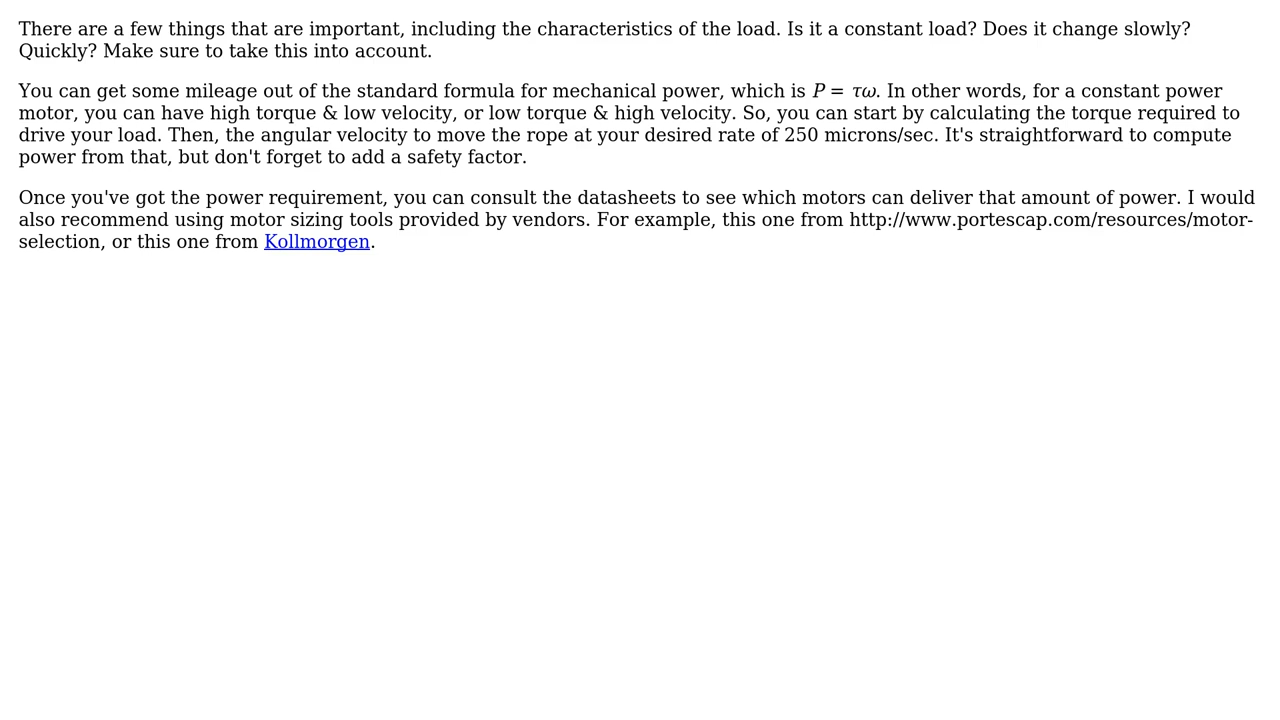 There are a few things that are important, including the characteristics of the load. Is it a constant load? Does it change slowly?
Quickly? Make sure to take this into account.
You can get some mileage out of the standard formula for mechanical power, which is P = τω. In other words, for a constant power
motor, you can have high torque & low velocity, or low torque & high velocity. So, you can start by calculating the torque required to
drive your load. Then, the angular velocity to move the rope at your desired rate of 250 microns/sec. It's straightforward to compute
power from that, but don't forget to add a safety factor.
Once you've got the power requirement, you can consult the datasheets to see which motors can deliver that amount of power. I would
also recommend using motor sizing tools provided by vendors. For example, this one from http://www.portescap.com/resources/motor-
selection, or this one from Kollmorgen.